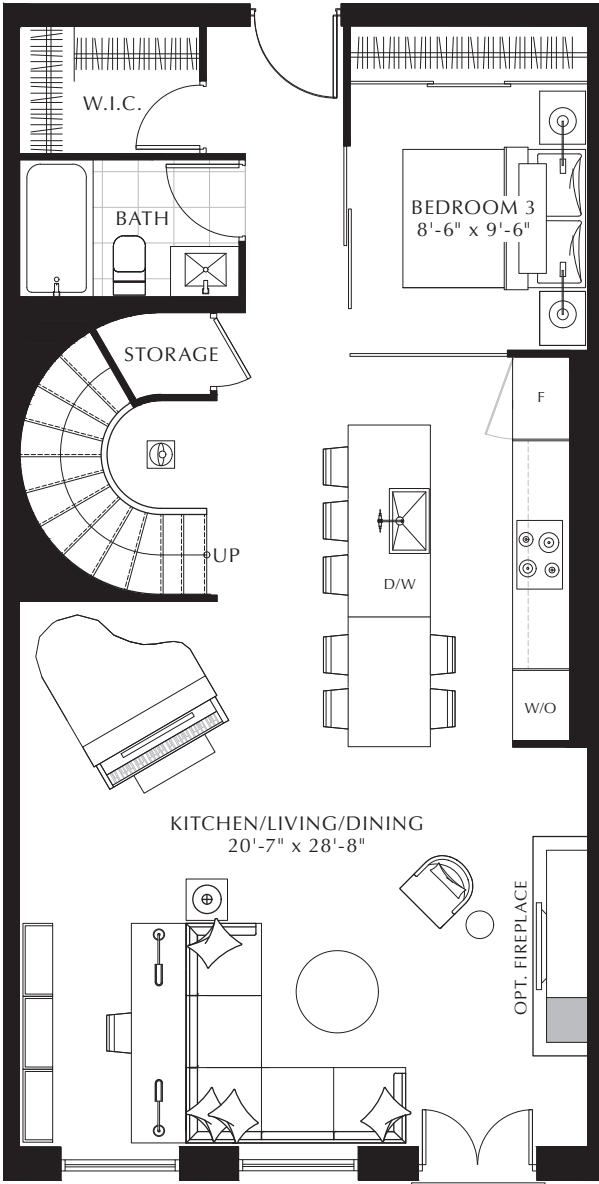 W.I.C.
BATH
BEDROOM 3
8'-6" x 9'-6"
STORAGE
F
UP
D/W
W/O
KITCHEN/LIVING/DINING
20'-7" x 28'-8"
OPT. FIREPLACE